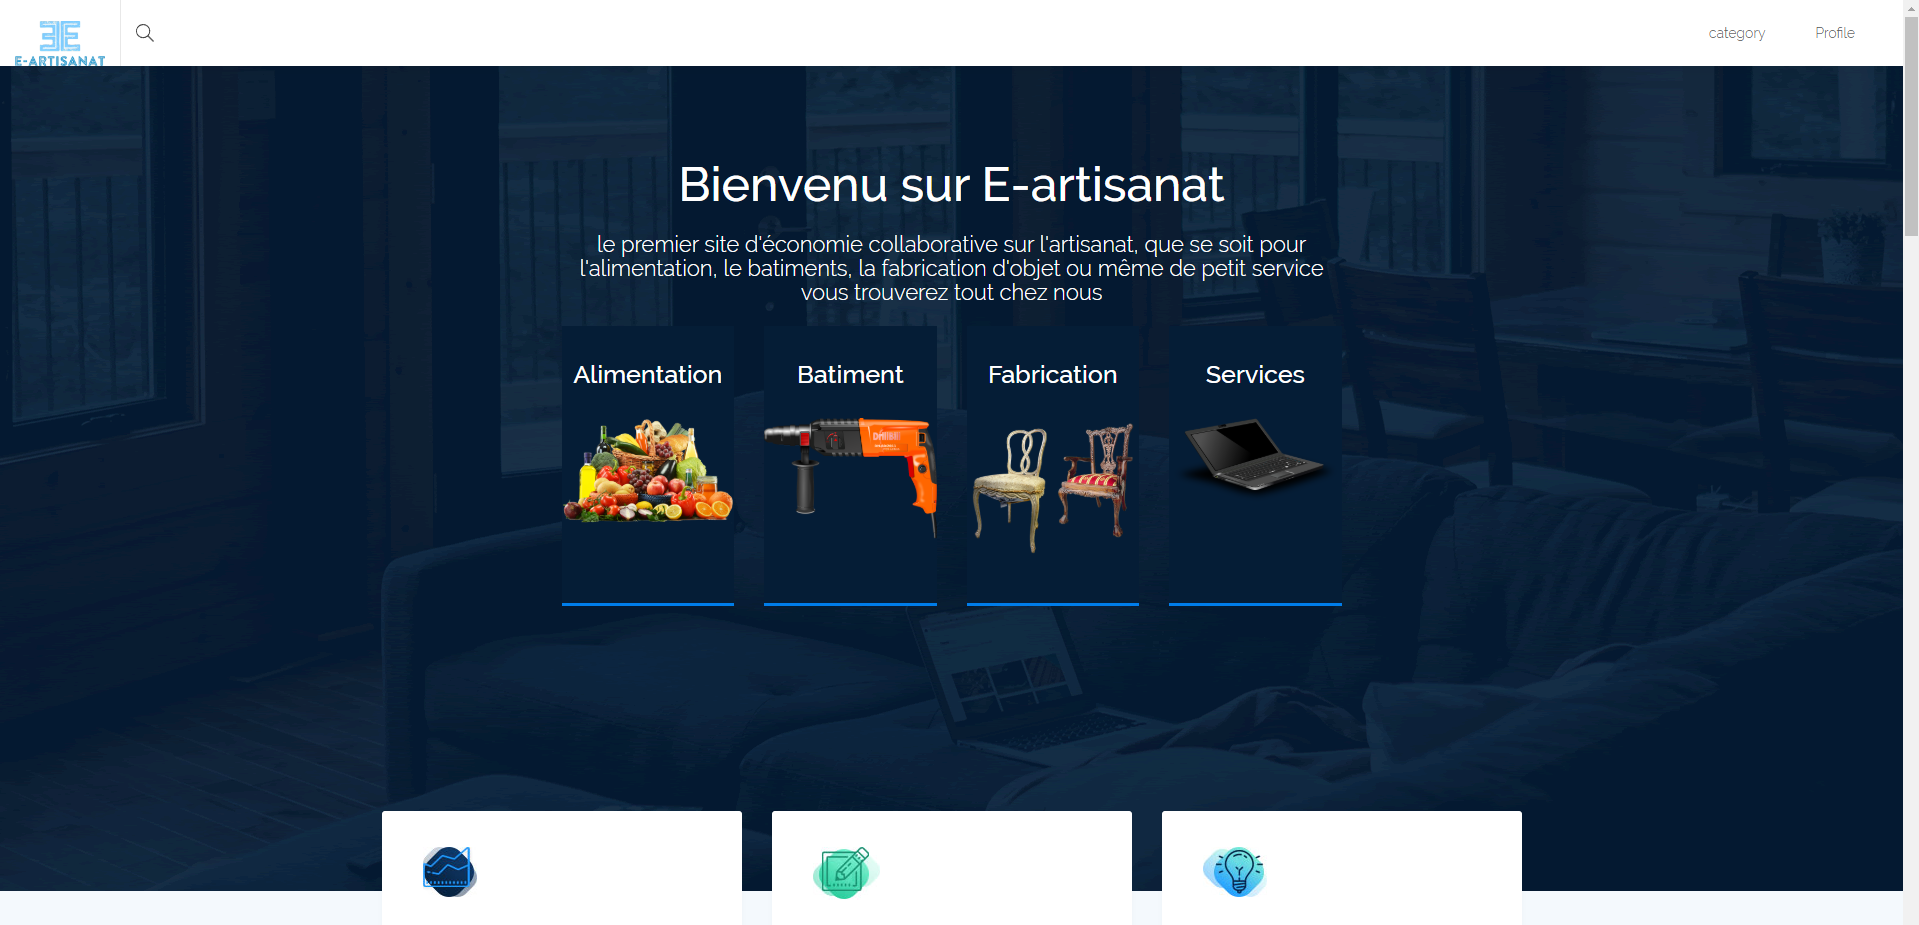 E-ARTISANAT
category
Profile
Bienvenu sur E-artisanat
le premier site d'économie collaborative sur l'artisanat, que se soit pour
l'alimentation, le batiments, la fabrication d'objet ou même de petit service
vous trouverez tout chez nous
Alimentation
Batiment
Fabrication
Services